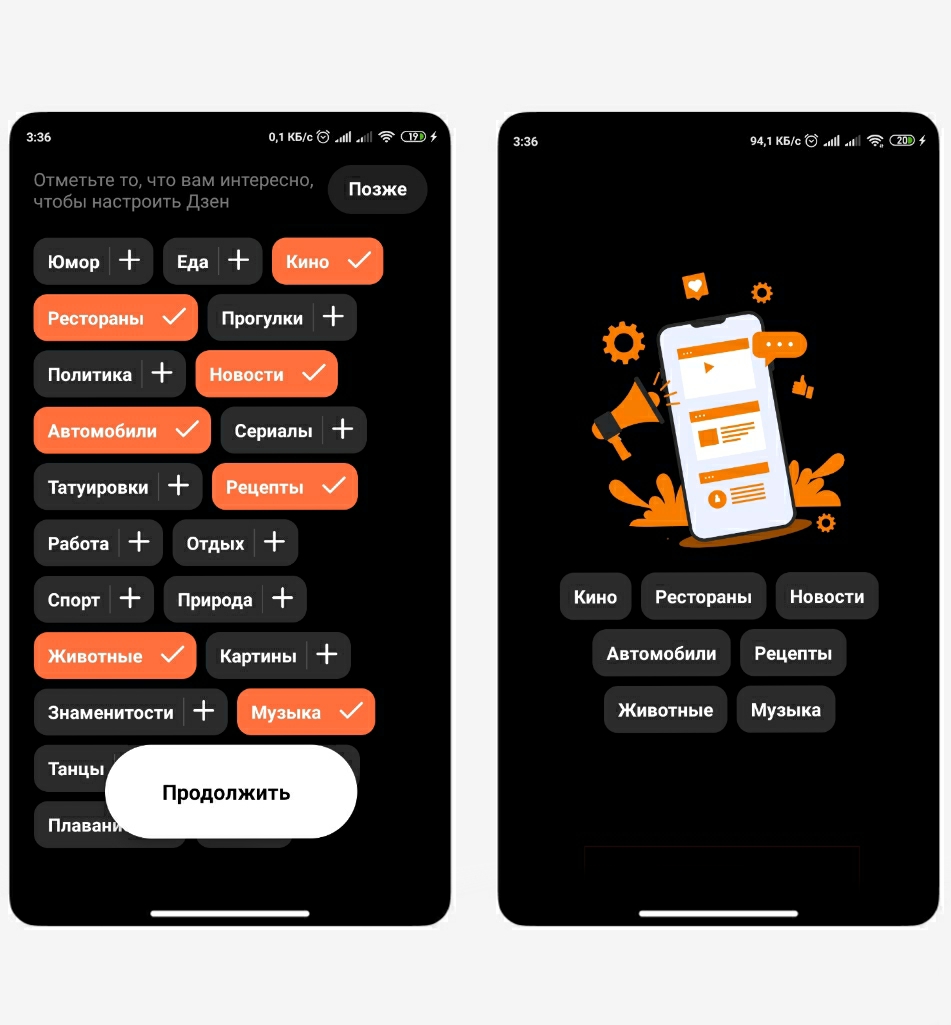 3:36 0,1 КБ/с 19
Отметьте то, что вам интересно,
чтобы настроить Дзен
Позже
Юмор Еда Кино
Рестораны Прогулки
Политика Новости
Автомобили Сериалы
Татуировки Рецепты
Работа Отдых
Спорт Природа
Животные Картины
Знаменитости Музыка
Танцы
Продолжить
Плавани
3:36 94,1 КБ/с 20
Кино Рестораны Новости
Автомобили Рецепты
Животные Музыка